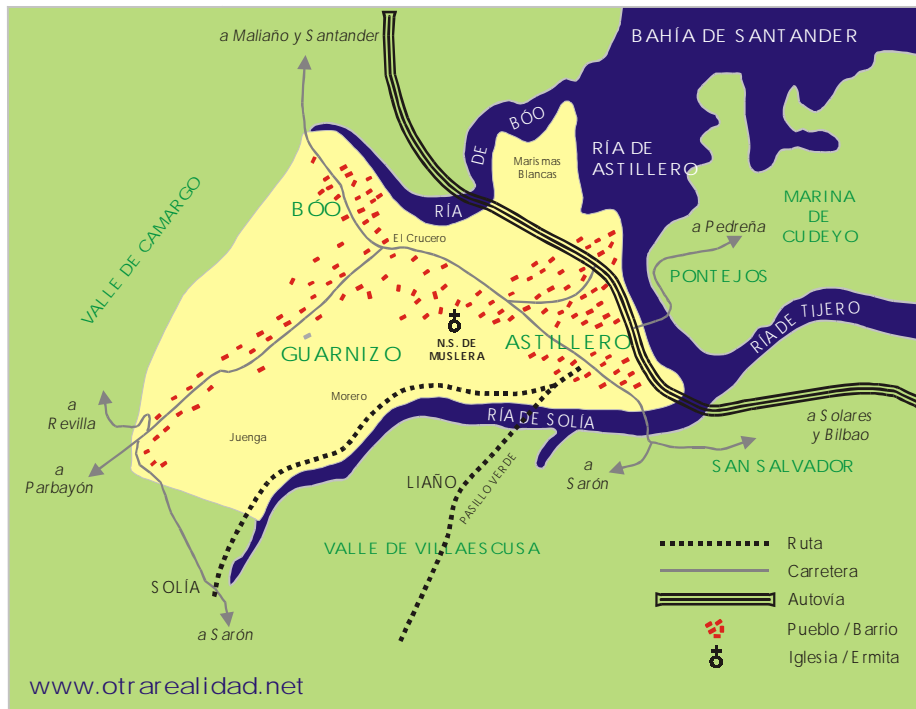 a Maliaño y Santander
BAHÍA DE SANTANDER
DE BÓO
RÍA DE
ASTILLERO
Marismas
Blancas
VALLE DE CAMARGO
BÓO
RÍA
MARINA
DE
CUDEYO
El Crucero
a Pedreña
PONTEJOS
RÍA DE TIJERO
N.S. DE
MUSLERA
GUARNIZO
ASTILLERO
Morero
a
Revilla
Juenga
RÍA DE SOLÍA
a Solares
y Bilbao
a
Parbayón
LIAÑO
PASILLO VERDE
a
Sarón
SAN SALVADOR
VALLE DE VILLAESCUSA
SOLÍA
a Sarón
Ruta
Carretera
Autovía
Pueblo / Barrio
Iglesia / Ermita
www.otrarealidad.net